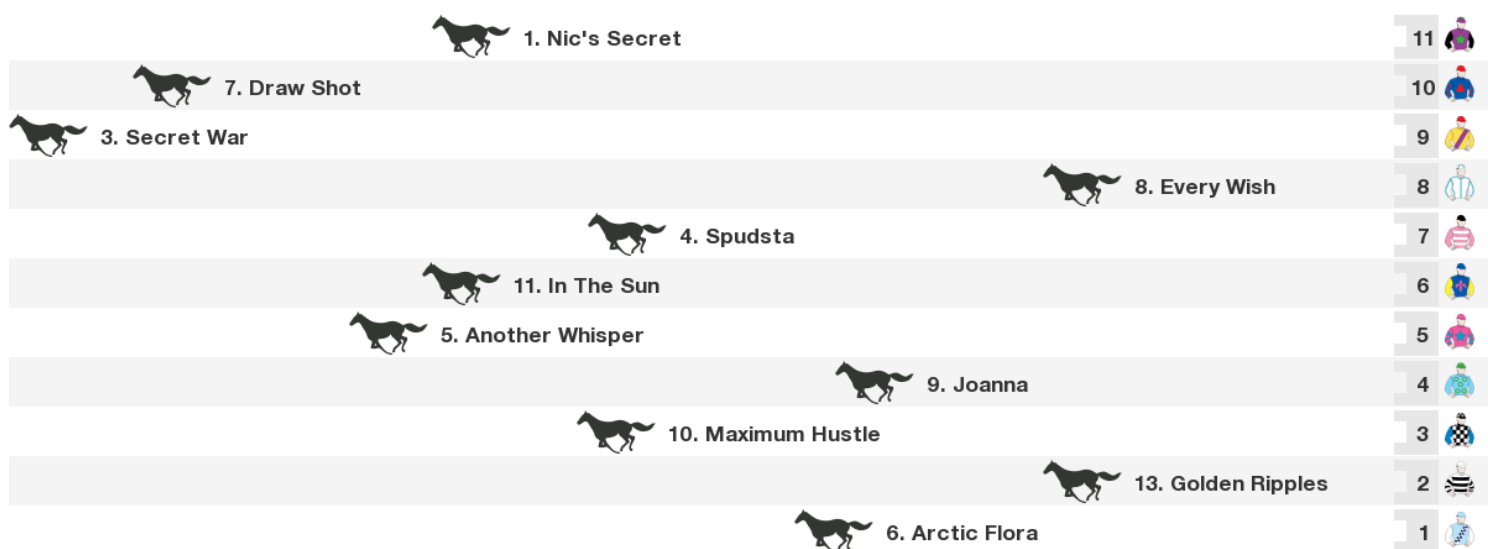 1. Nic's Secret 11
7. Draw Shot 10
3. Secret War 9
8. Every Wish 8
4. Spudsta 7
11. In The Sun 6
5. Another Whisper 5
9. Joanna 4
10. Maximum Hustle 3
13. Golden Ripples 2
6. Arctic Flora 1